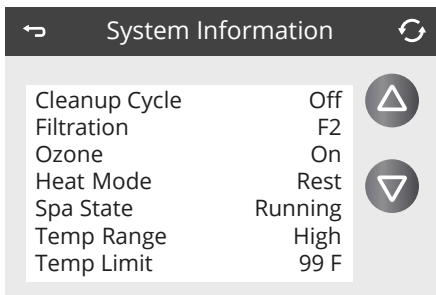 System Information
Cleanup Cycle Off
Filtration F2
Ozone On
Heat Mode Rest
Spa State Running
Temp Range High
Temp Limit 99 F